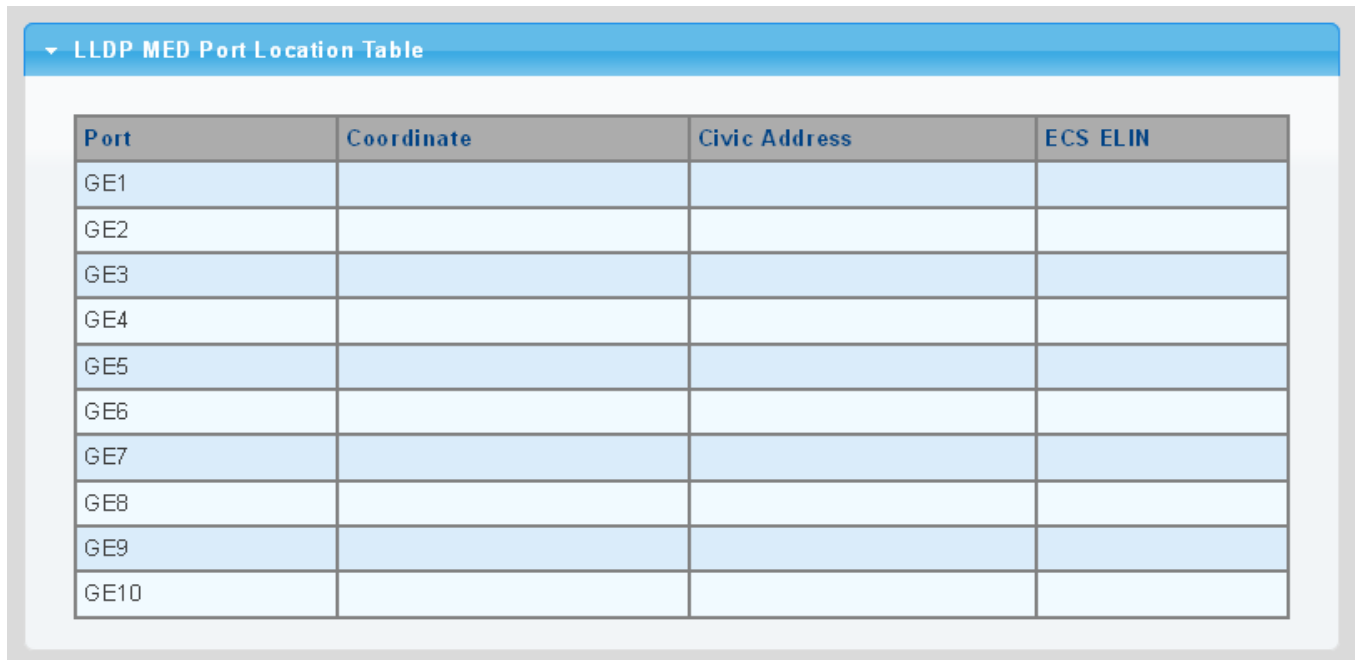 LLDP MED Port Location Table
Port Coordinate Civic Address ECS ELIN
GE1
GE2
GE3
GE4
GE5
GE6
GE7
GE8
GE9
GE10